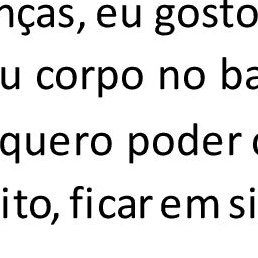 nças, eu gosto
u corpo no ba
quero poder
ito, ficar em si